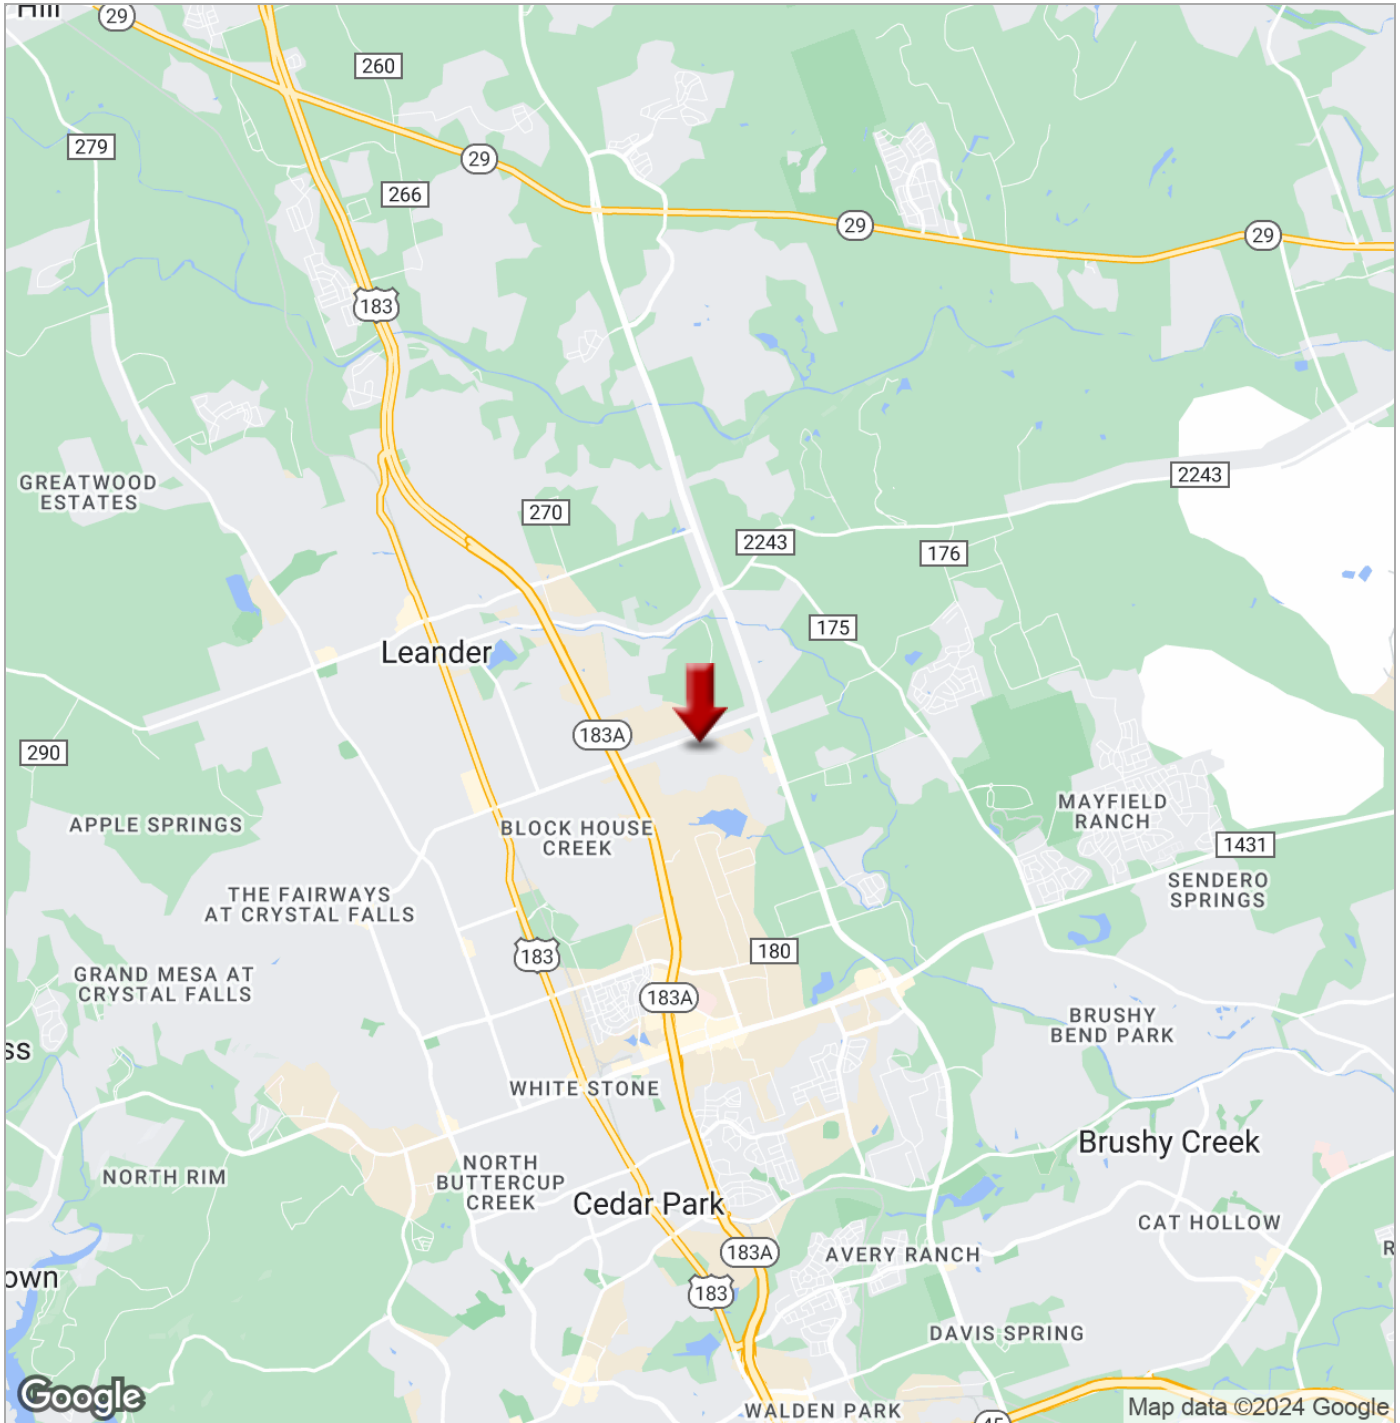 Hill
29
260
279
29
266
29
29
183
GREATWOOD
ESTATES
2243
270
2243
176
175
Leander
183A
290
MAYFIELD
RANCH
APPLE SPRINGS
BLOCK HOUSE
CREEK
1431
THE FAIRWAYS
AT CRYSTAL FALLS
SENDERO
SPRINGS
183
180
GRAND MESA AT
CRYSTAL FALLS
183A
BRUSHY
BEND PARK
ss
WHITE STONE
Brushy Creek
NORTH RIM
NORTH
BUTTERCUP
CREEK
Cedar Park
CAT HOLLOW
183A
AVERY RANCH
R
own
183
DAVIS SPRING
Google
WALDEN PARK
45
Map data ©2024 Google